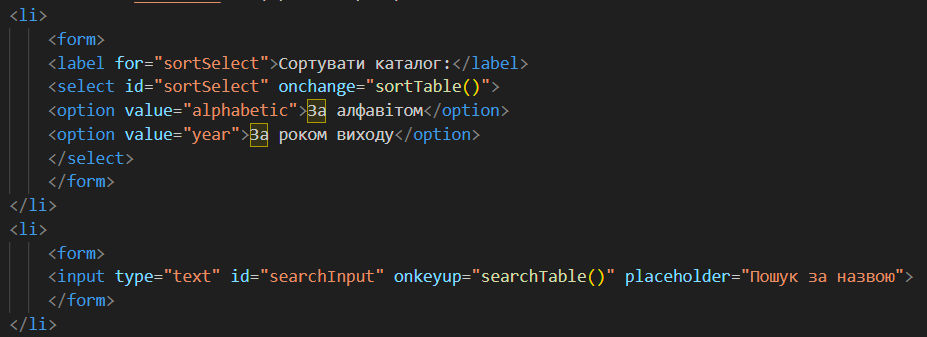 <li>
<form>
<label for="sortSelect">Сортувати каталог:</label>
<select id="sortSelect" onchange="sortTable()">
<option value="alphabetic">За алфавітом</option>
<option value="year">За роком виходу</option>
</select>
</form>
</li>
<li>
<form>
<input type="text" id="searchInput" onkeyup="searchTable()" placeholder="Пошук за назвою">
</form>
</li>